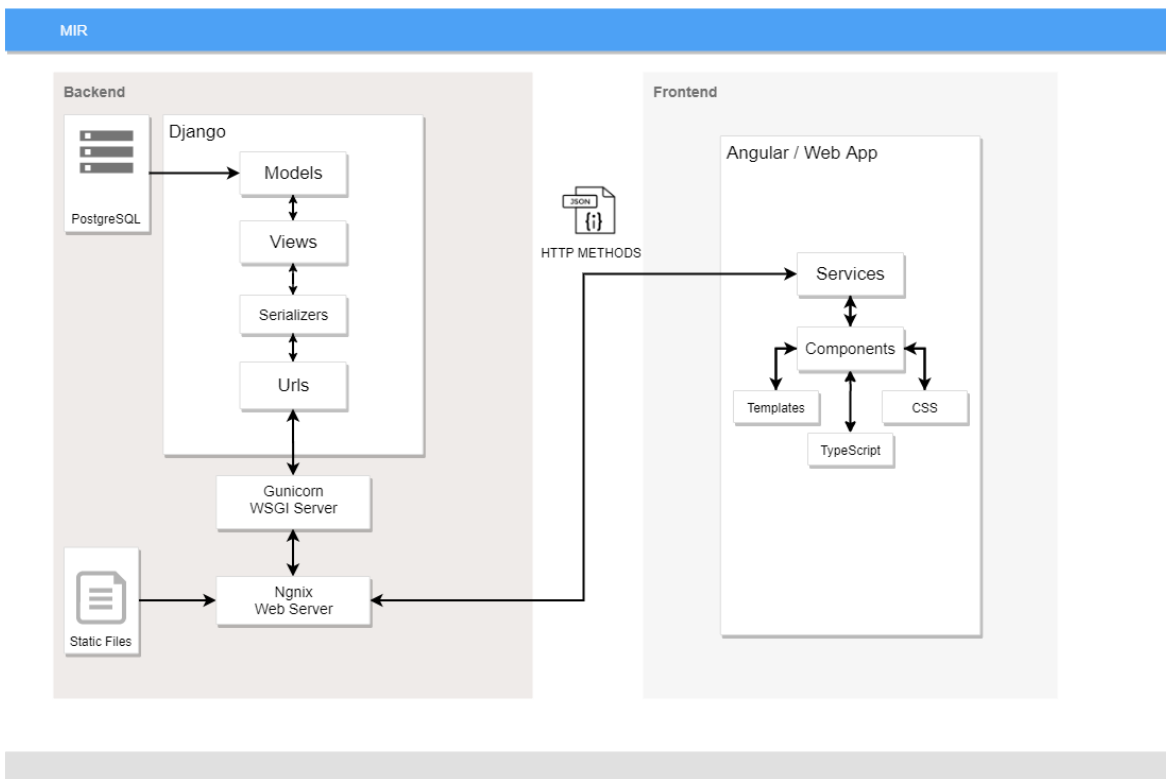 MIR
Backend
Frontend
PostgreSQL
Django
Models
Views
Serializers
Urls
Gunicorn
WSGI Server
Ngnix
Web Server
Static Files
JSON
{i}
HTTP METHODS
Angular / Web App
Services
Components
Templates
CSS
TypeScript